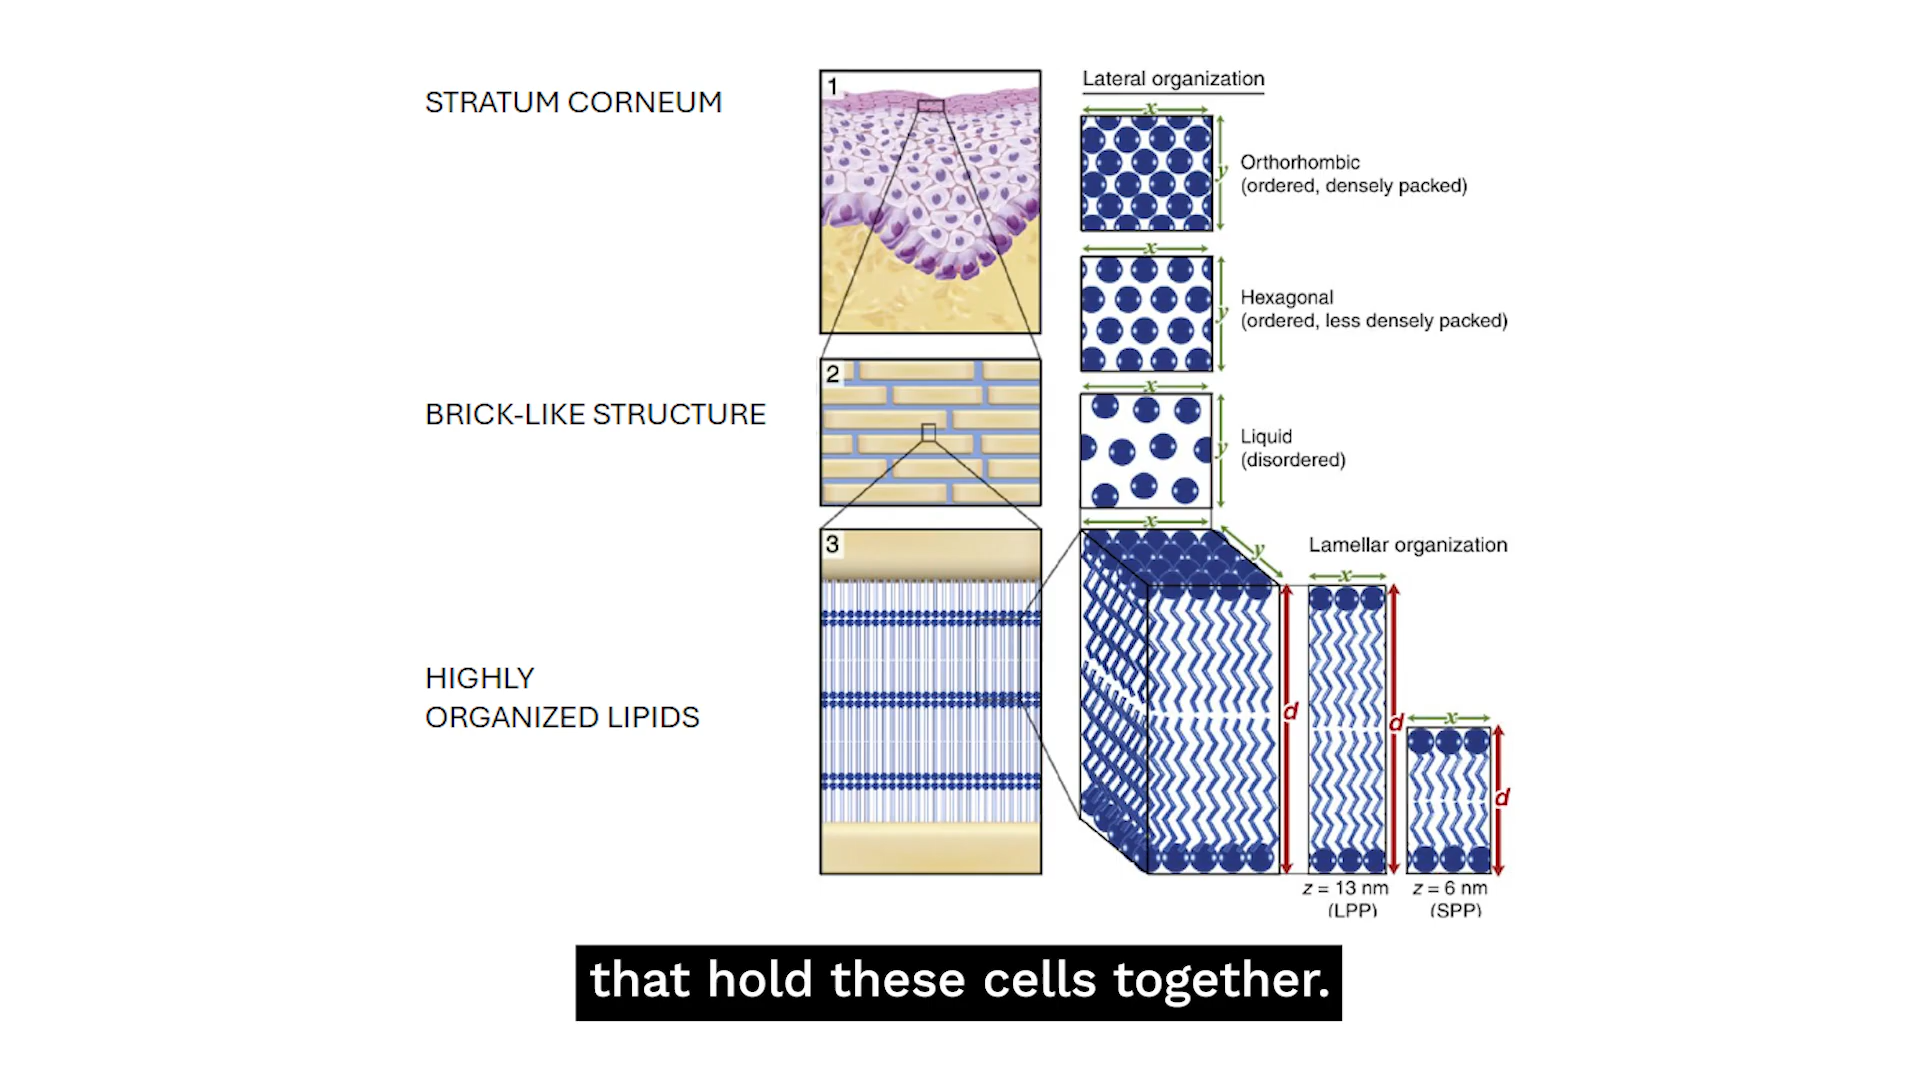 STRATUM CORNEUM
1
Lateral organization
x
y
Orthorhombic
(ordered, densely packed)
x
y
Hexagonal
(ordered, less densely packed)
BRICK-LIKE STRUCTURE
2
x
y
Liquid
(disordered)
HIGHLY
ORGANIZED LIPIDS
3
x
y
d
Lamellar organization
x
d
x
d
z = 13 nm
(LPP)
z = 6 nm
(SPP)
that hold these cells together.